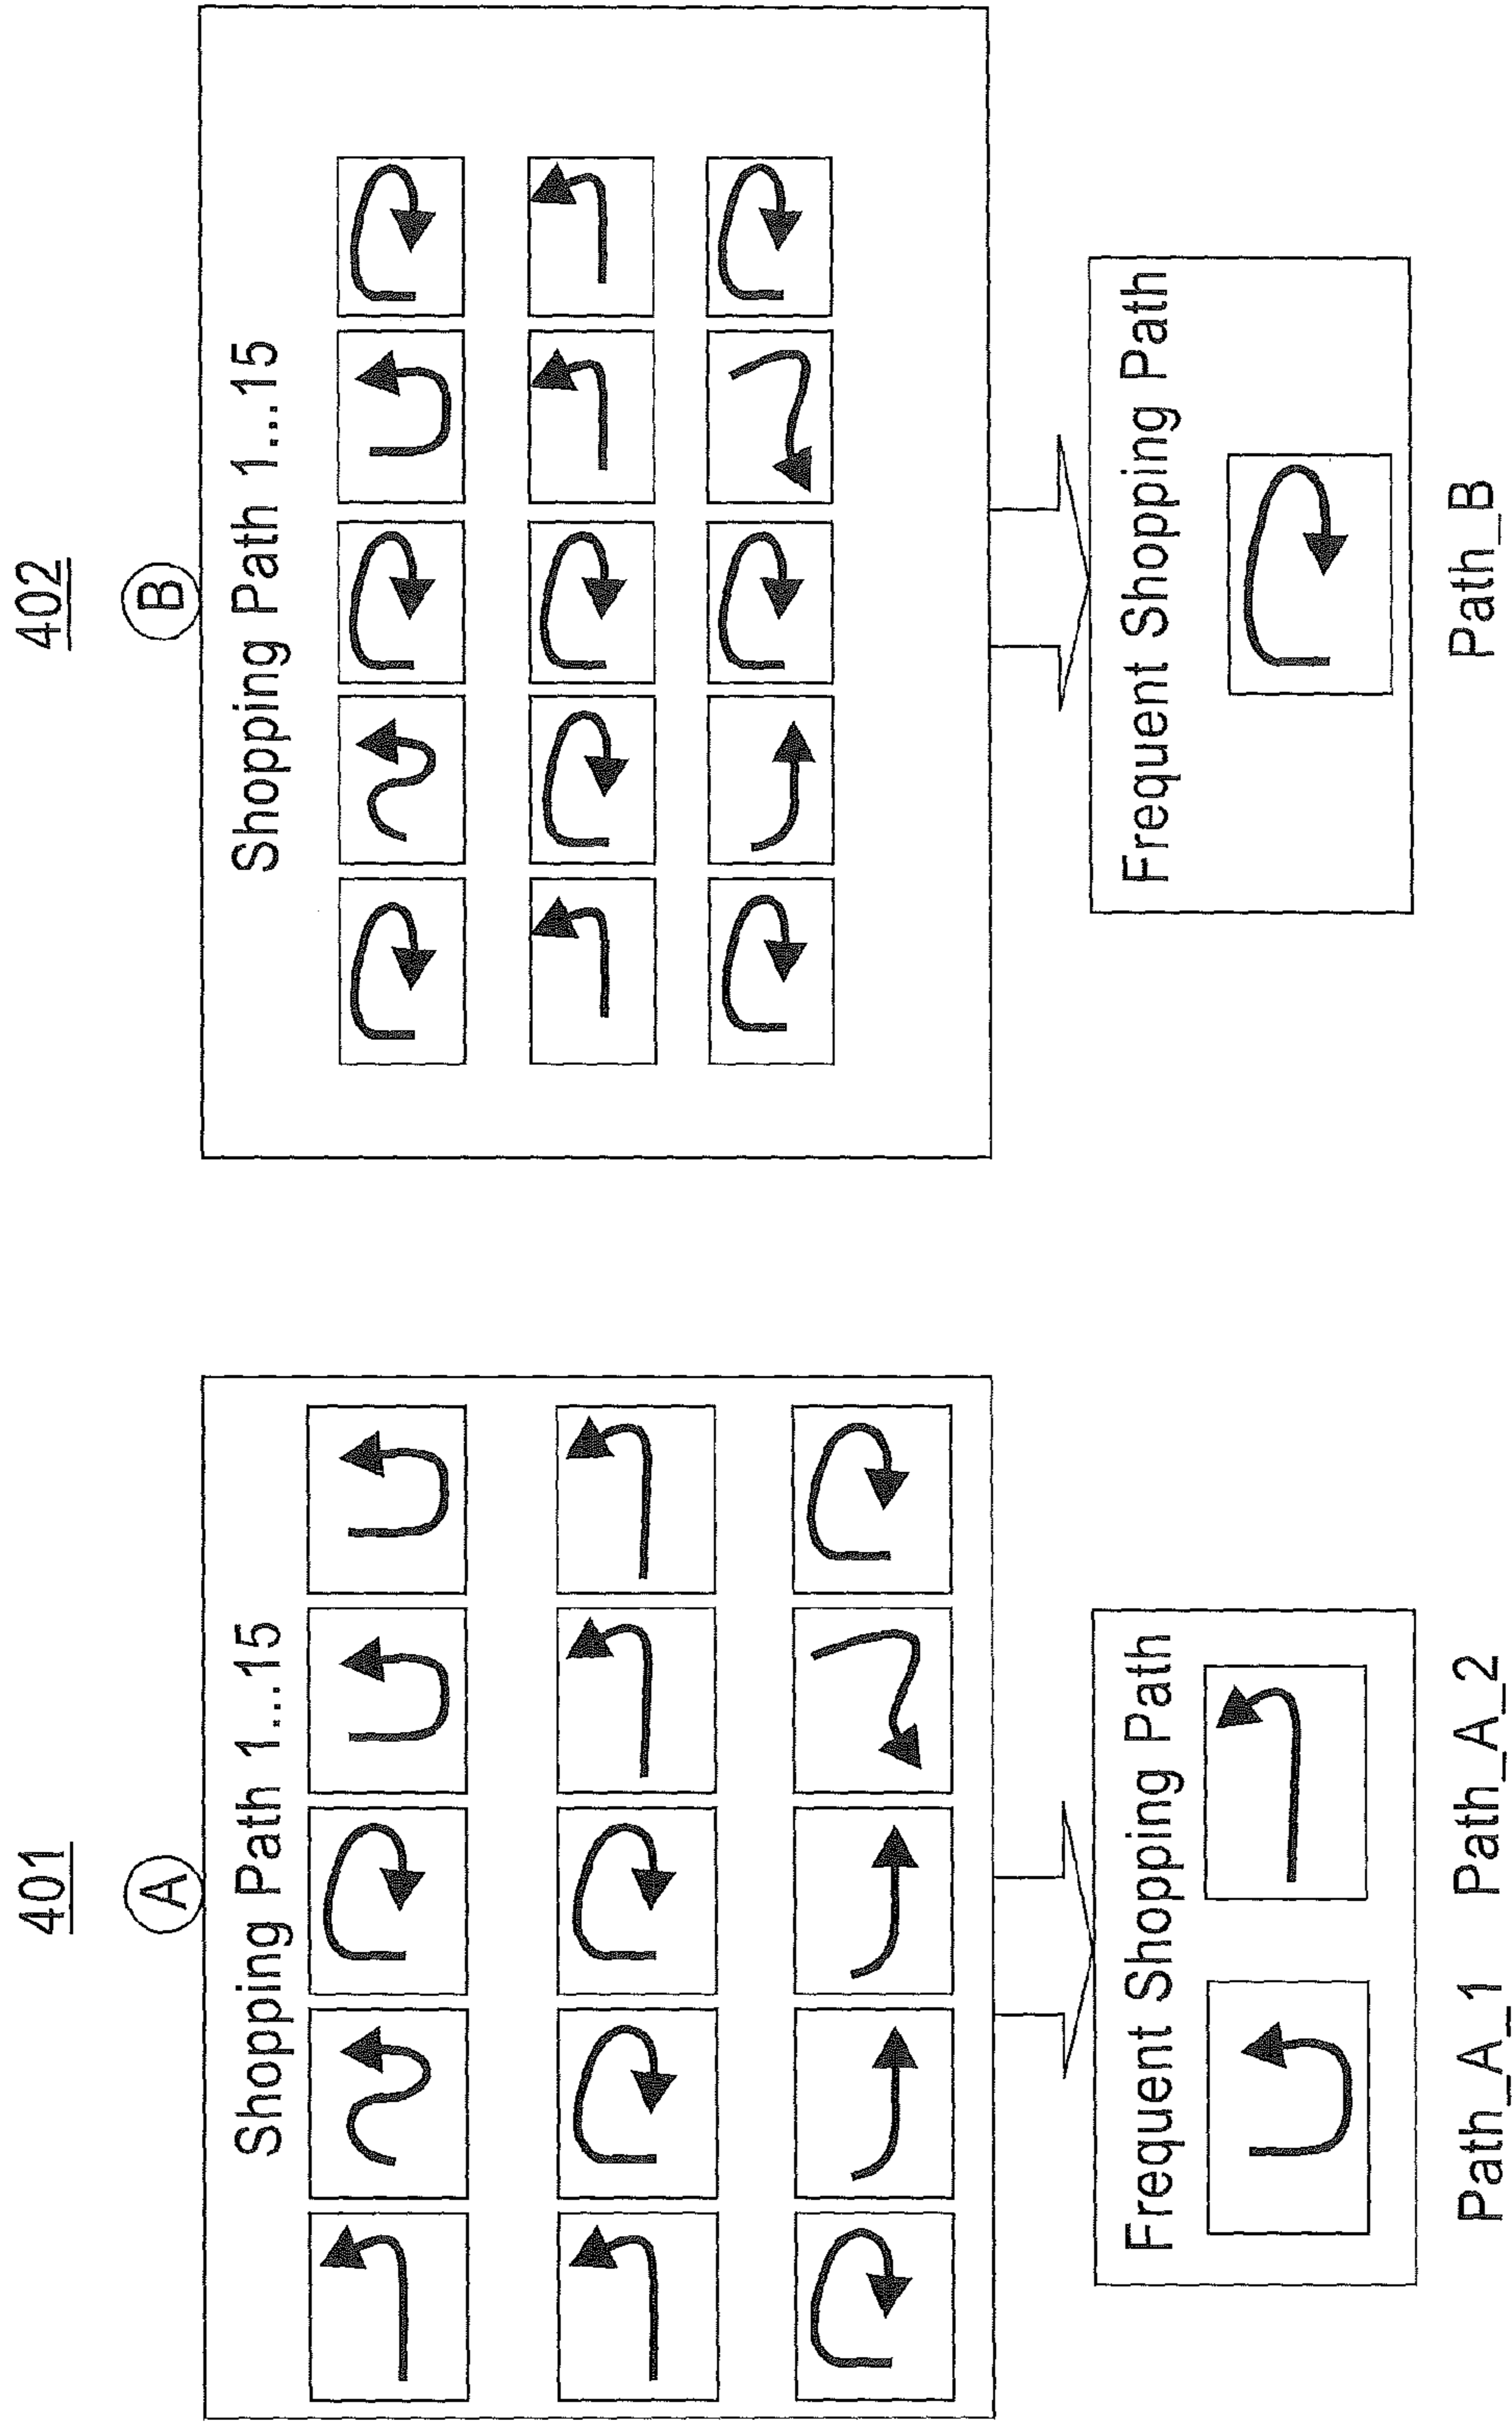 401
A
Shopping Path 1...15
Frequent Shopping Path
Path_A_1 Path_A_2
402
B
Shopping Path 1...15
Frequent Shopping Path
Path_B